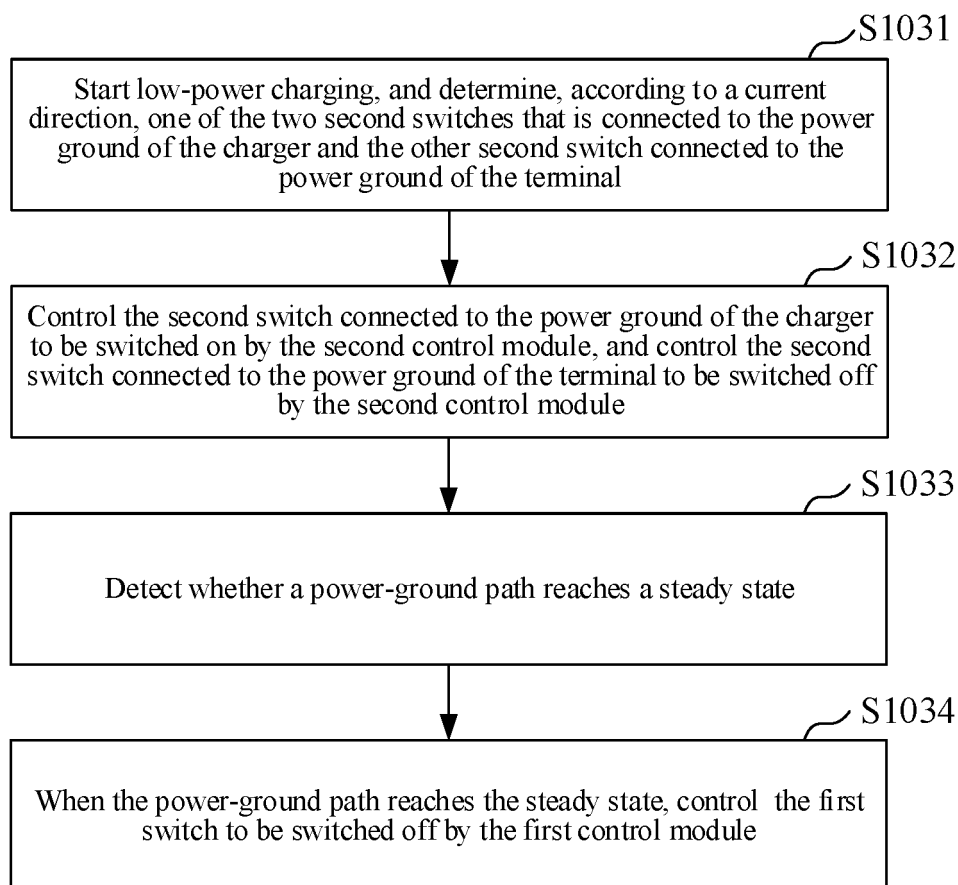 S1031
Start low-power charging, and determine, according to a current
direction, one of the two second switches that is connected to the power
ground of the charger and the other second switch connected to the
power ground of the terminal
S1032
Control the second switch connected to the power ground of the charger
to be switched on by the second control module, and control the second
switch connected to the power ground of the terminal to be switched off
by the second control module
S1033
Detect whether a power-ground path reaches a steady state
S1034
When the power-ground path reaches the steady state, control the first
switch to be switched off by the first control module